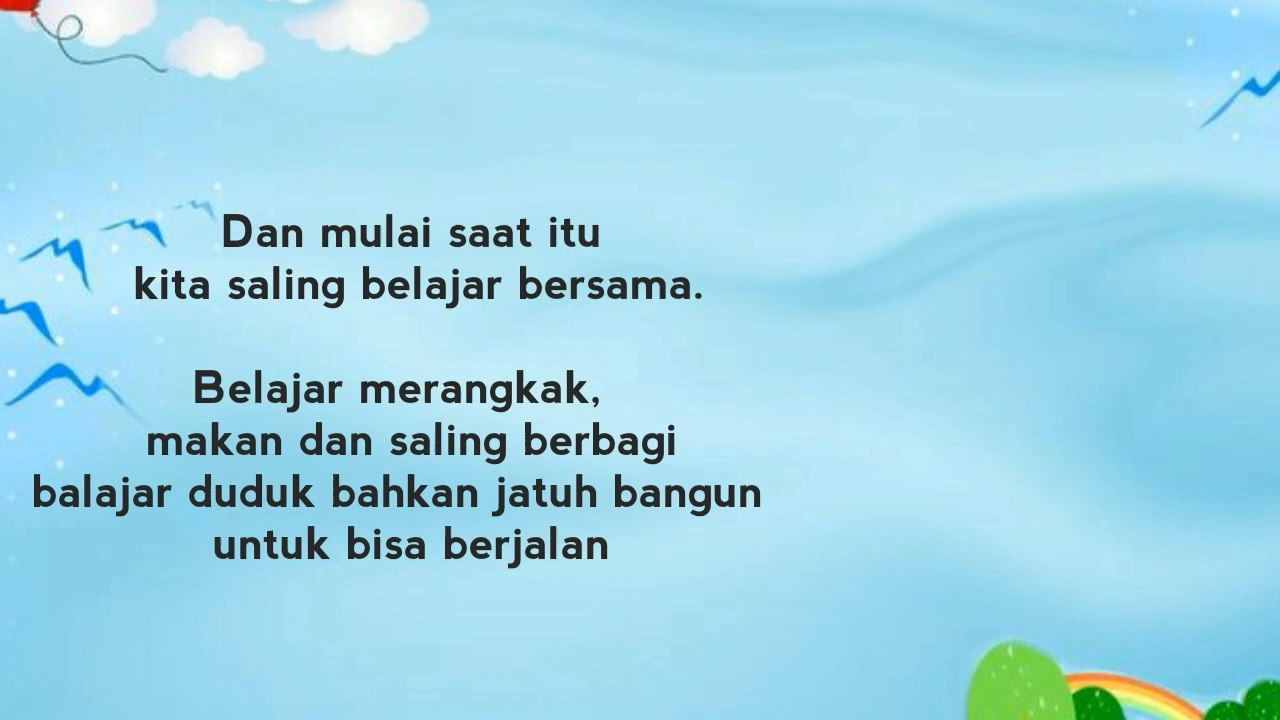 Dan mulai saat itu
kita saling belajar bersama.
Belajar merangkak,
makan dan saling berbagi
balajar duduk bahkan jatuh bangun
untuk bisa berjalan